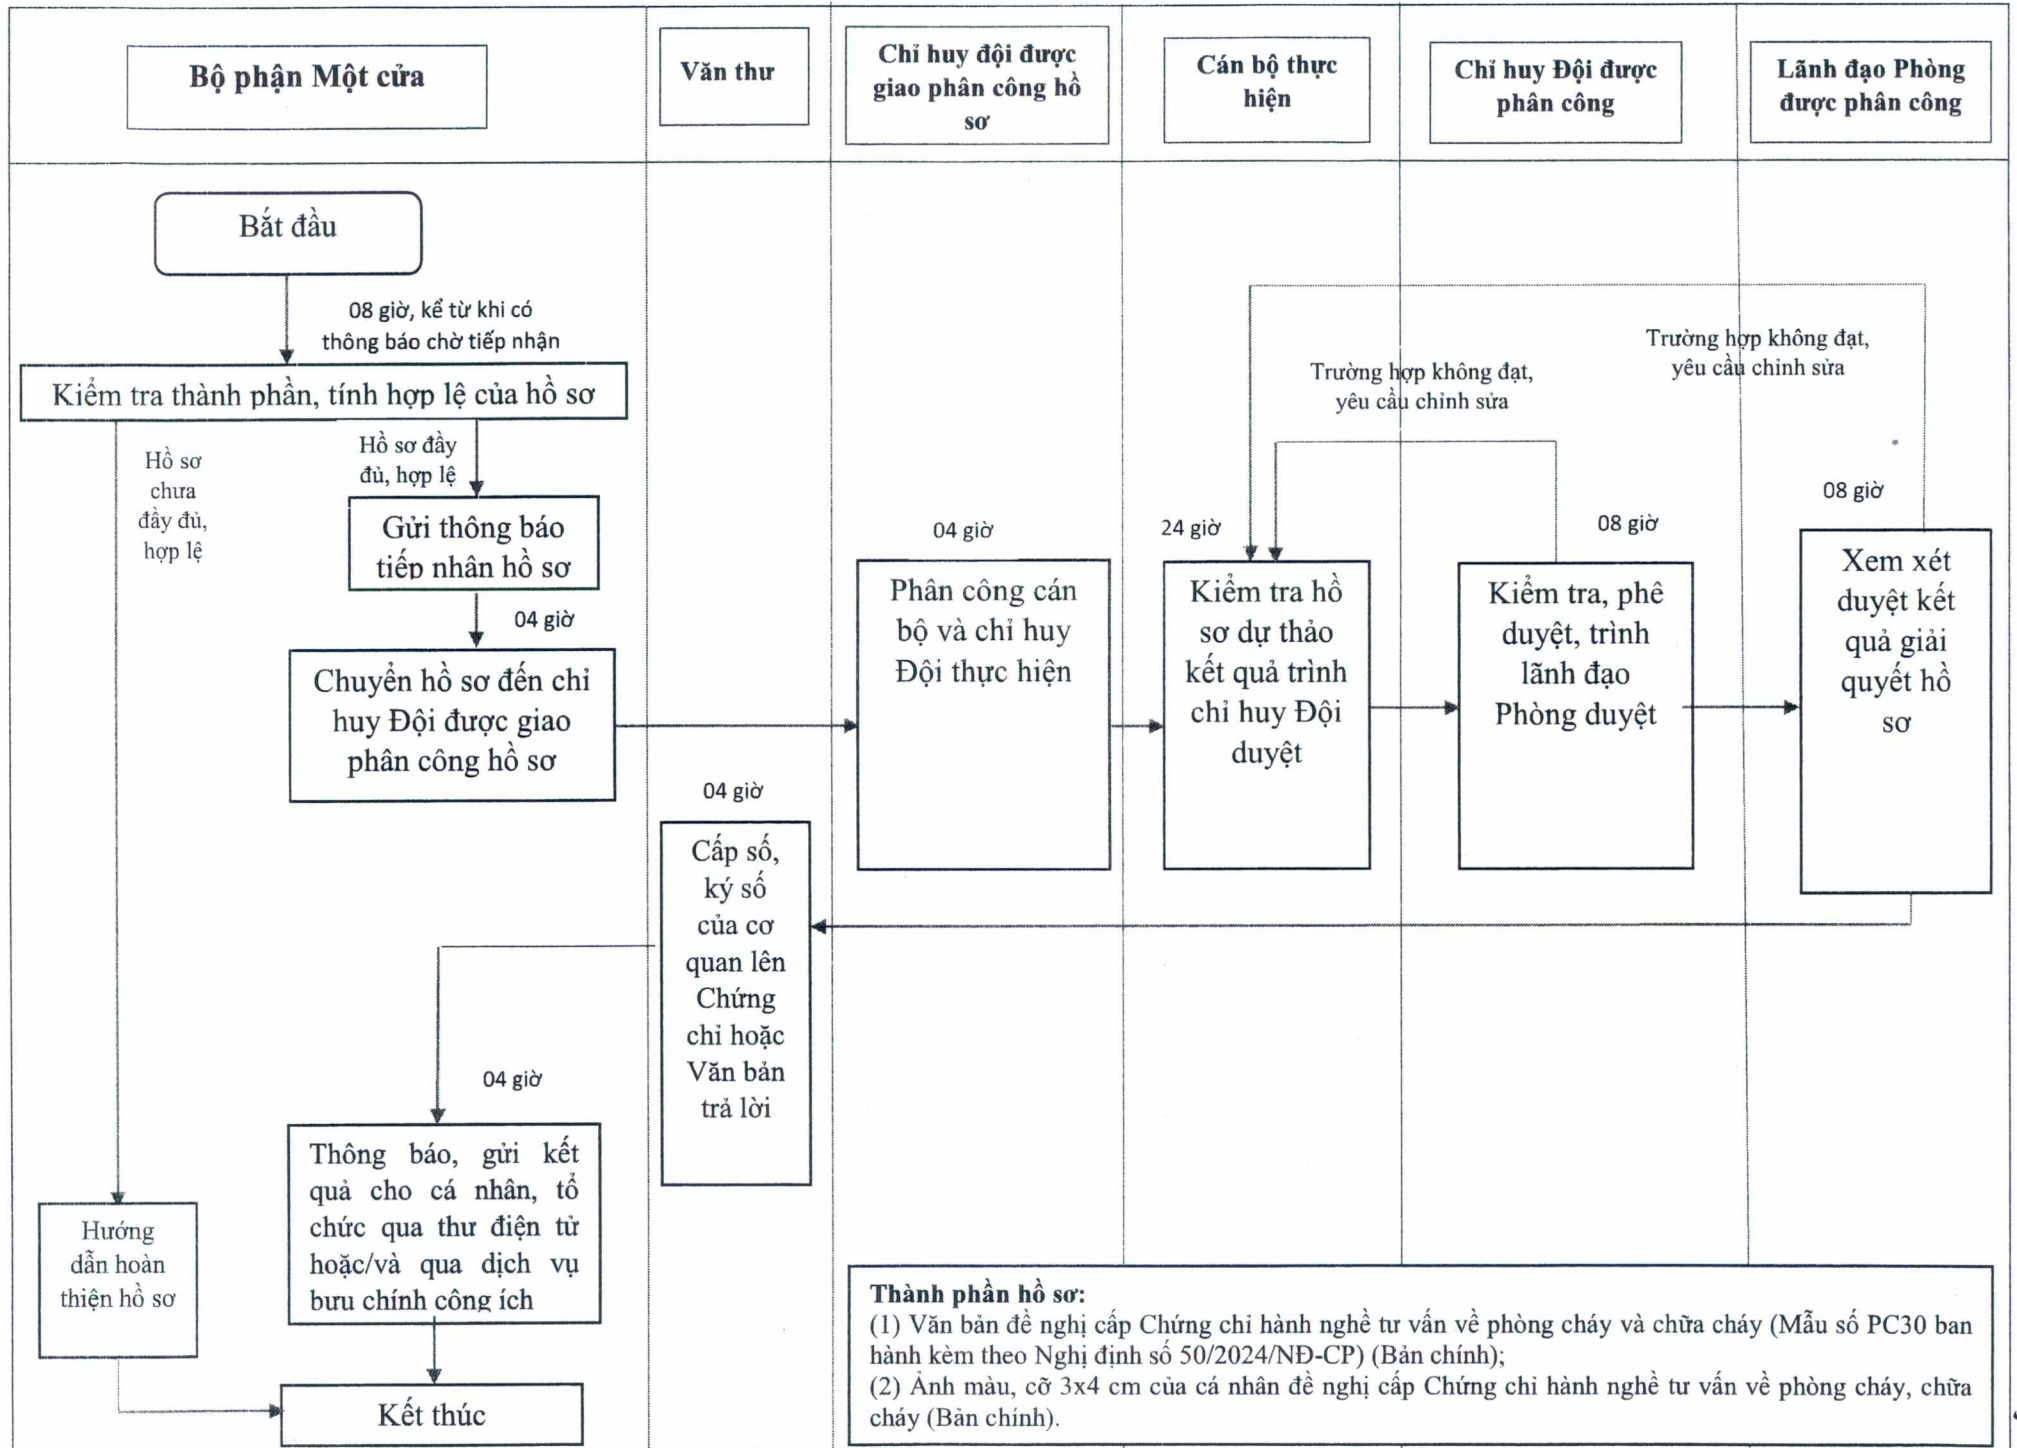 Bộ phận Một cửa
Văn thư
Chỉ huy đội được
giao phân công hồ
sơ
Cán bộ thực
hiện
Chỉ huy Đội được
phân công
Lãnh đạo Phòng
được phân công
Bắt đầu
08 giờ, kể từ khi có
thông báo chờ tiếp nhận
Kiểm tra thành phần, tính hợp lệ của hồ sơ
Hồ sơ
chưa
đầy đủ,
hợp lệ
Hồ sơ đầy
đủ, hợp lệ
Gửi thông báo
tiếp nhận hồ sơ
04 giờ
Chuyển hồ sơ đến chỉ
huy Đội được giao
phân công hồ sơ
04 giờ
Phân công cán
bộ và chỉ huy
Đội thực hiện
24 giờ
Kiểm tra hồ
sơ dự thảo
kết quả trình
chỉ huy Đội
duyệt
Trường hợp không đạt,
yêu cầu chỉnh sửa
08 giờ
Kiểm tra, phê
duyệt, trình
lãnh đạo
Phòng duyệt
Trường hợp không đạt,
yêu cầu chỉnh sửa
08 giờ
Xem xét
duyệt kết
quả giải
quyết hồ
sơ
04 giờ
Cấp số,
ký số
của cơ
quan lên
Chứng
chỉ hoặc
Văn bản
trả lời
04 giờ
Thông báo, gửi kết
quả cho cá nhân, tổ
chức qua thư điện tử
hoặc/và qua dịch vụ
bưu chính công ích
Hướng
dẫn hoàn
thiện hồ sơ
Kết thúc
Thành phần hồ sơ:
(1) Văn bản đề nghị cấp Chứng chỉ hành nghề tư vấn về phòng cháy và chữa cháy (Mẫu số PC30 ban
hành kèm theo Nghị định số 50/2024/NĐ-CP) (Bản chính);
(2) Ảnh màu, cỡ 3x4 cm của cá nhân đề nghị cấp Chứng chỉ hành nghề tư vấn về phòng cháy, chữa
cháy (Bản chính).